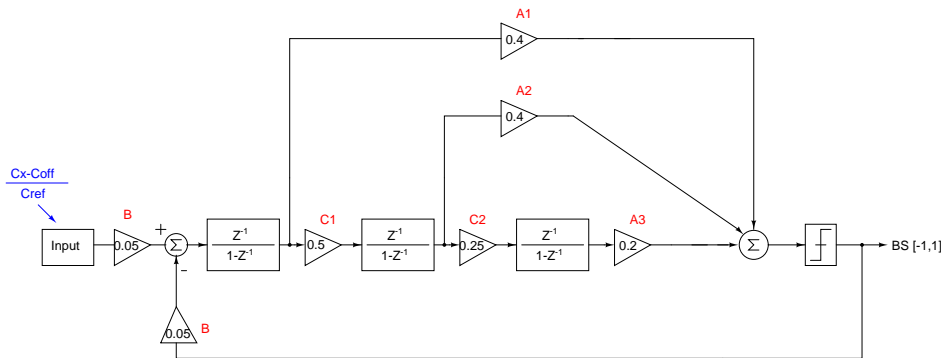 A1
0.4
A2
0.4
Cx-Coff
Cref
B
C1
C2
A3
Input
0.05
+
Σ
-
Z-1
1-Z-1
0.5
Z-1
1-Z-1
0.25
Z-1
1-Z-1
0.2
Σ
BS [-1,1]
0.05
B